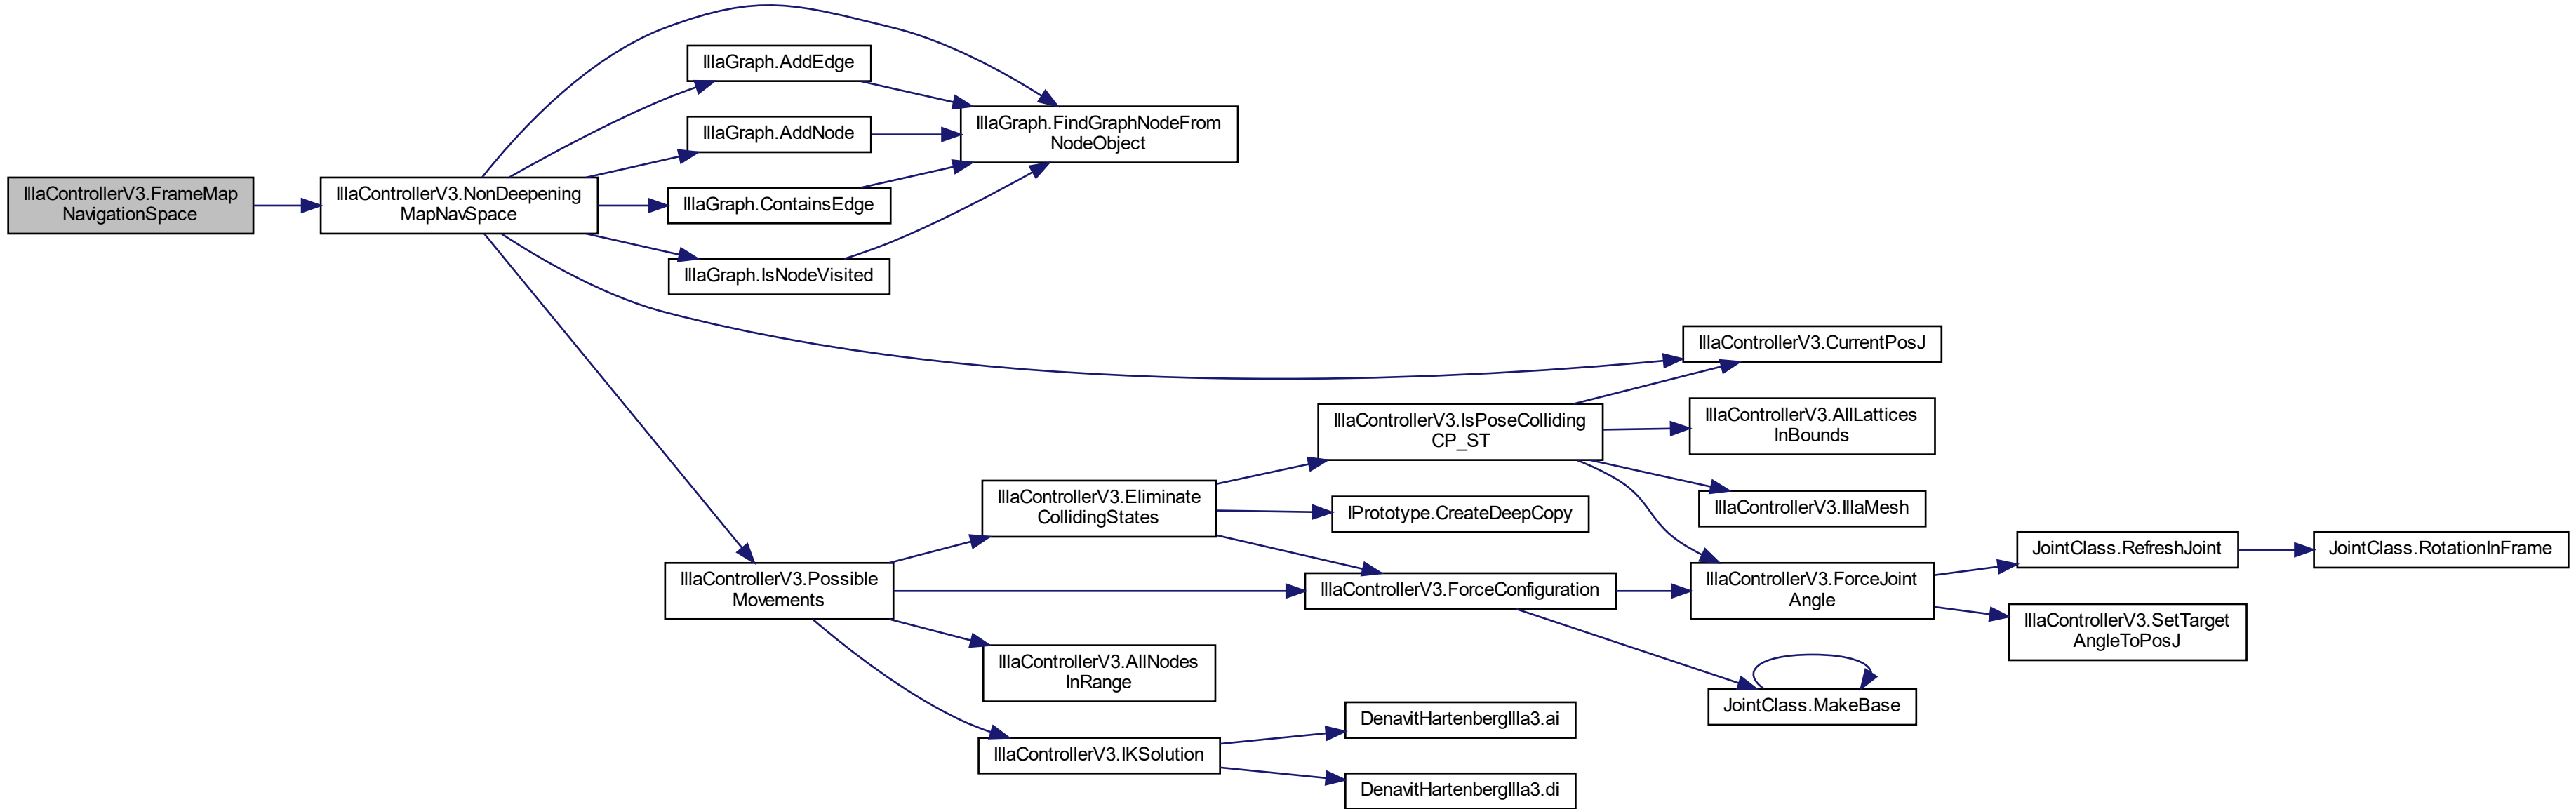 IllaGraph.AddEdge
IllaGraph.AddNode
IllaGraph.FindGraphNodeFrom
NodeObject
IllaControllerV3.FrameMap
NavigationSpace
IllaControllerV3.NonDeepening
MapNavSpace
IllaGraph.ContainsEdge
IllaGraph.IsNodeVisited
IllaControllerV3.CurrentPosJ
IllaControllerV3.IsPoseColliding
CP_ST
IllaControllerV3.AllLattices
InBounds
IllaControllerV3.Eliminate
CollidingStates
IPrototype.CreateDeepCopy
IllaControllerV3.IllaMesh
JointClass.RefreshJoint
JointClass.RotationInFrame
IllaControllerV3.Possible
Movements
IllaControllerV3.ForceConfiguration
IllaControllerV3.ForceJoint
Angle
IllaControllerV3.SetTarget
AngleToPosJ
IllaControllerV3.AllNodes
InRange
JointClass.MakeBase
DenavitHartenbergIlla3.ai
IllaControllerV3.IKSolution
DenavitHartenbergIlla3.di